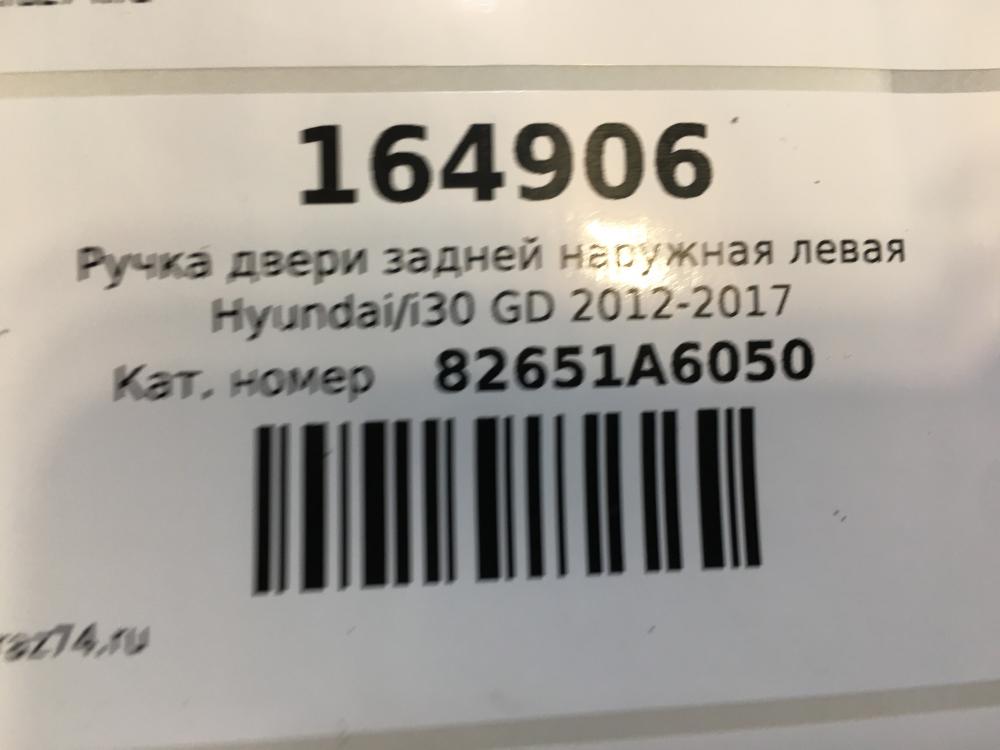 164906
Ручка двери задней наружная левая
Hyundai/i30 GD 2012-2017
Кат. номер 82651A6050